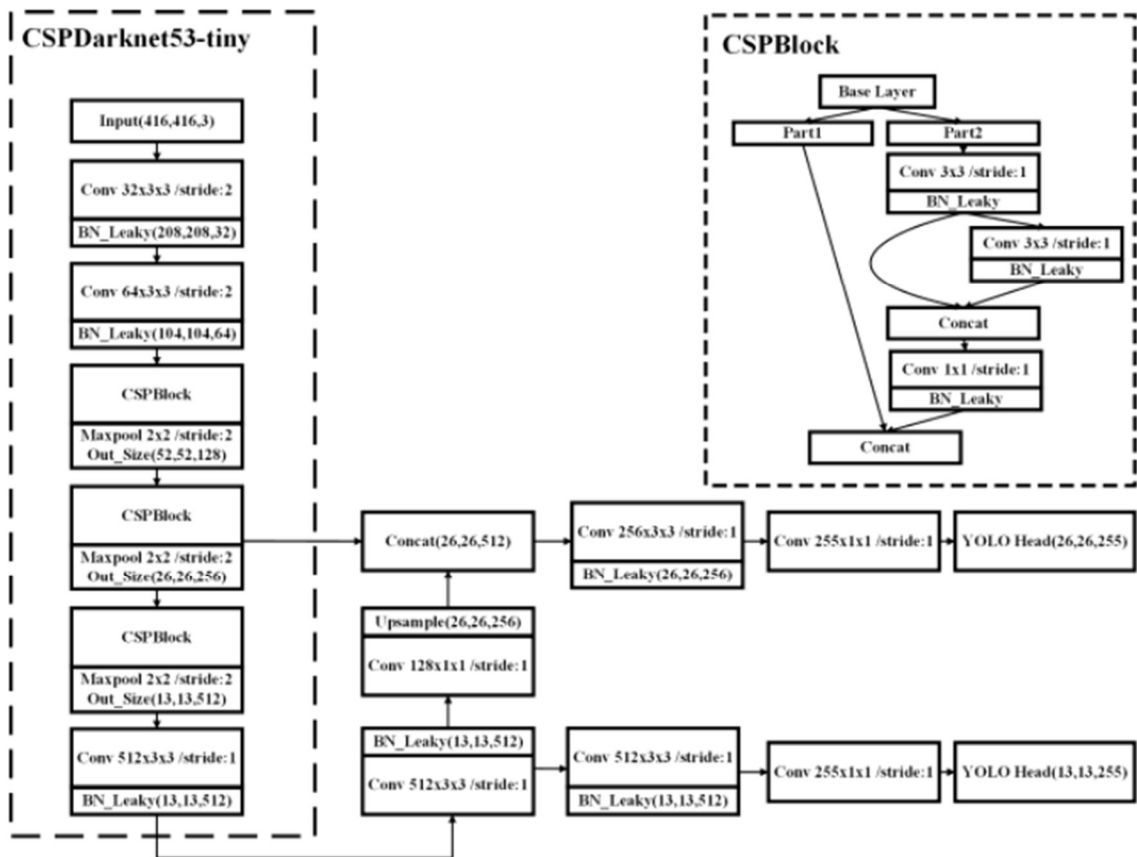 CSPDarknet53-tiny
Input(416,416,3)
Conv 32x3x3 /stride:2
BN_Leaky(208,208,32)
Conv 64x3x3 /stride:2
BN_Leaky(104,104,64)
CSPBlock
Maxpool 2x2 /stride:2
Out_Size(52,52,128)
CSPBlock
Maxpool 2x2 /stride:2
Out_Size(26,26,256)
CSPBlock
Maxpool 2x2 /stride:2
Out_Size(13,13,512)
Conv 512x3x3 /stride:1
BN_Leaky(13,13,512)
CSPBlock
Base Layer
Part1
Part2
Conv 3x3 /stride:1
BN_Leaky
Conv 3x3 /stride:1
BN_Leaky
Concat
Conv 1x1 /stride:1
BN_Leaky
Concat
Concat(26,26,512)
Conv 256x3x3 /stride:1
BN_Leaky(26,26,256)
Conv 255x1x1 /stride:1
YOLO Head(26,26,255)
Upsample(26,26,256)
Conv 128x1x1 /stride:1
BN_Leaky(13,13,512)
Conv 512x3x3 /stride:1
Conv 512x3x3 /stride:1
BN_Leaky(13,13,512)
Conv 255x1x1 /stride:1
YOLO Head(13,13,255)